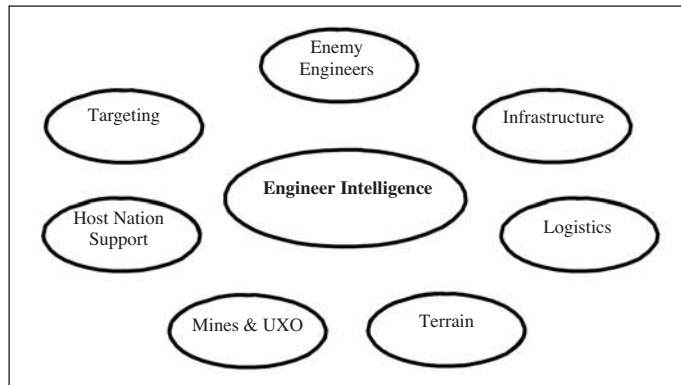 Enemy
Engineers
Targeting
Infrastructure
Engineer Intelligence
Host Nation
Support
Logistics
Mines & UXO
Terrain